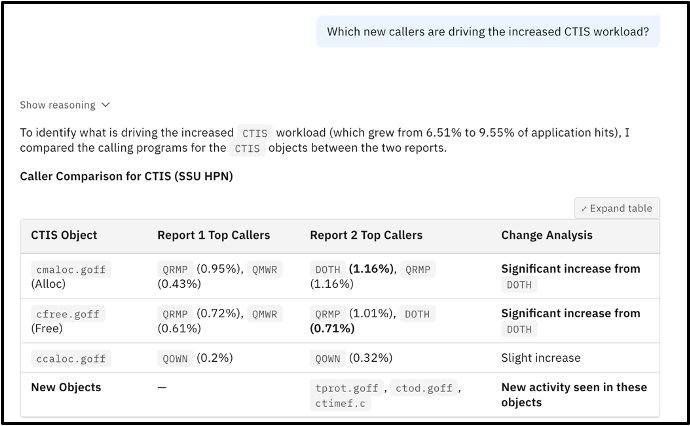 Which new callers are driving the increased CTIS workload?
Show reasoning
To identify what is driving the increased CTIS workload (which grew from 6.51% to 9.55% of application hits), I
compared the calling programs for the CTIS objects between the two reports.
Caller Comparison for CTIS (SSU HPN)
Expand table
CTIS Object Report 1 Top Callers Report 2 Top Callers Change Analysis
cmaloc.goff QRMP (0.95%), QMWR DOTH (1.16%), QRMP Significant increase from
(Alloc) (0.43%) (1.16%) DOTH
cfree.goff QRMP (0.72%), QMWR QRMP (1.01%), DOTH Significant increase from
(Free) (0.61%) (0.71%) DOTH
ccaloc.goff QOWN (0.2%) QOWN (0.32%) Slight increase
New Objects — tprot.goff, ctod.goff, New activity seen in these
ctimef.c objects